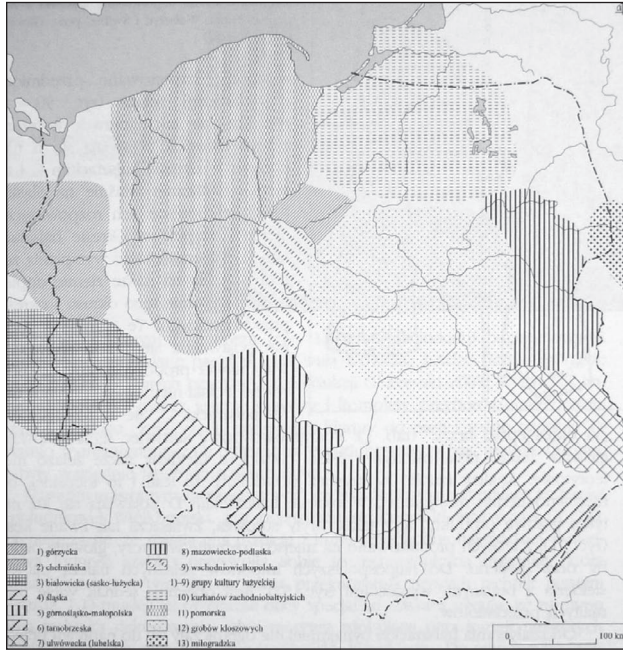 1) górzycka
2) chełmińska
3) białowicka (sasko-łużycka)
4) śląska
5) górnośląsko-małopolska
6) tarnobrzeska
7) ulwówecka (lubelska)
8) mazowiecko-podlaska
9) wschodniowielkopolska
1)–9) grupy kultury łużyckiej
10) kurhanów zachodniobałtyjskich
11) pomorska
12) grobów kloszowych
13) miłogradzka
0 100 km